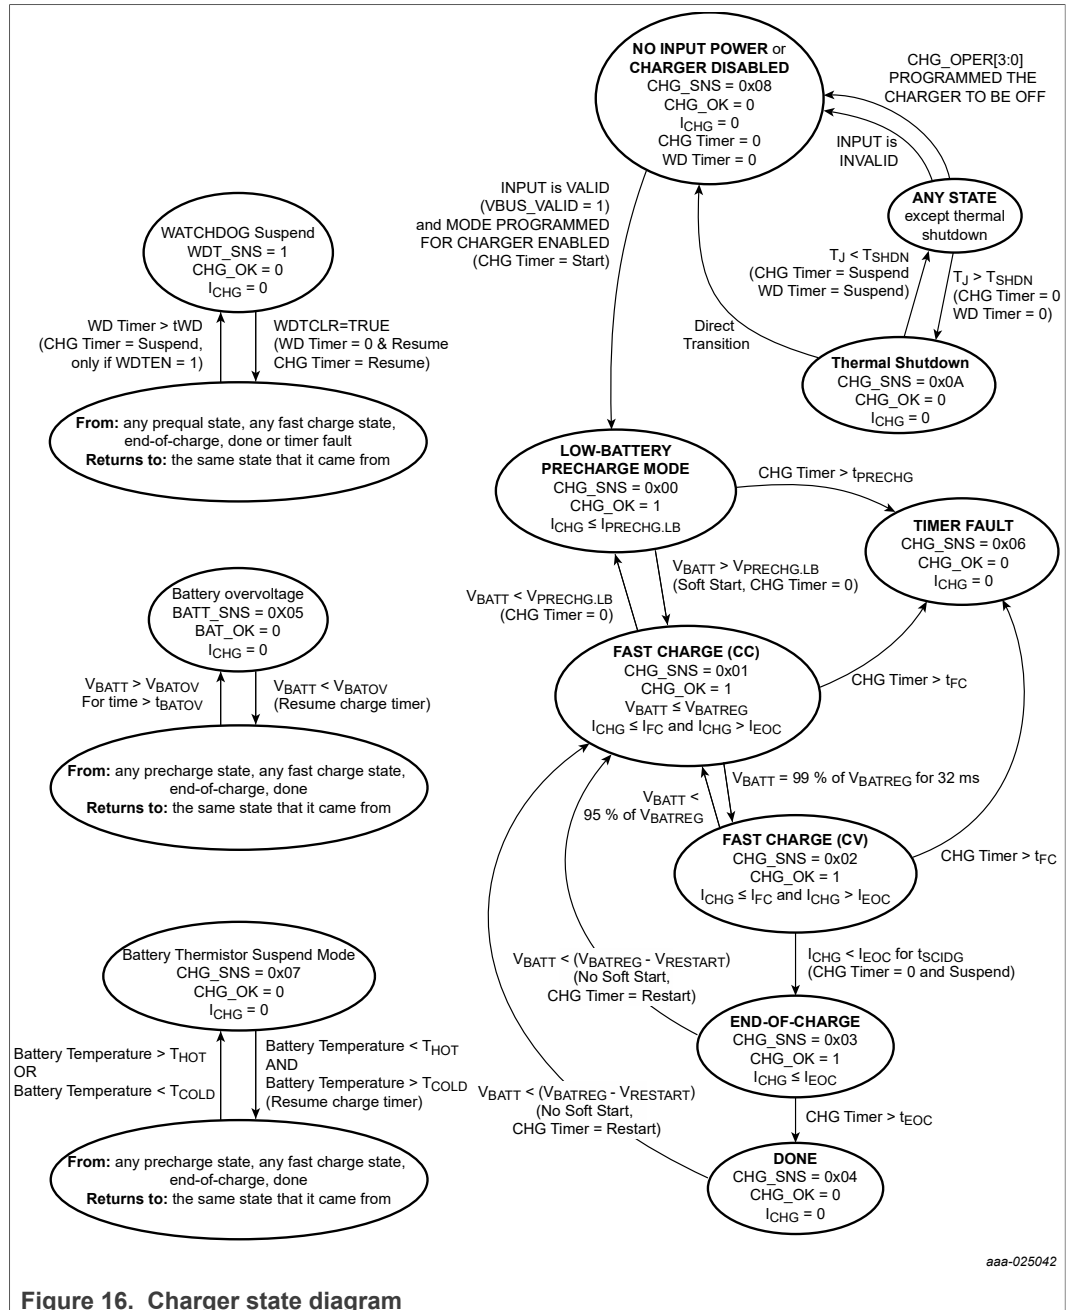 NO INPUT POWER or
CHARGER DISABLED
CHG_SNS = 0x08
CHG_OK = 0
ICHG = 0
CHG Timer = 0
WD Timer = 0
CHG_OPER[3:0]
PROGRAMMED THE
CHARGER TO BE OFF
INPUT is
INVALID
ANY STATE
except thermal
shutdown
INPUT is VALID
(VBUS_VALID = 1)
and MODE PROGRAMMED
FOR CHARGER ENABLED
(CHG Timer = Start)
TJ < TSHDN
(CHG Timer = Suspend
WD Timer = Suspend)
TJ > TSHDN
(CHG Timer = 0
WD Timer = 0)
Direct
Transition
Thermal Shutdown
CHG_SNS = 0x0A
CHG_OK = 0
ICHG = 0
WATCHDOG Suspend
WDT_SNS = 1
CHG_OK = 0
ICHG = 0
WD Timer > tWD
(CHG Timer = Suspend,
only if WDTEN = 1)
WDTCLR=TRUE
(WD Timer = 0 & Resume
CHG Timer = Resume)
From: any prequal state, any fast charge state,
end-of-charge, done or timer fault
Returns to: the same state that it came from
LOW-BATTERY
PRECHARGE MODE
CHG_SNS = 0x00
CHG_OK = 1
ICHG ≤ IPRECHG.LB
CHG Timer > tPRECHG
TIMER FAULT
CHG_SNS = 0x06
CHG_OK = 0
ICHG = 0
VBATT > VPRECHG.LB
(Soft Start, CHG Timer = 0)
VBATT < VPRECHG.LB
(CHG Timer = 0)
Battery overvoltage
BATT_SNS = 0X05
BAT_OK = 0
ICHG = 0
VBATT > VBATOV
For time > tBATOV
VBATT < VBATOV
(Resume charge timer)
From: any precharge state, any fast charge state,
end-of-charge, done
Returns to: the same state that it came from
FAST CHARGE (CC)
CHG_SNS = 0x01
CHG_OK = 1
VBATT ≤ VBATREG
ICHG ≤ IFC and ICHG > IEOC
CHG Timer > tFC
VBATT = 99 % of VBATREG for 32 ms
VBATT <
95 % of VBATREG
FAST CHARGE (CV)
CHG_SNS = 0x02
CHG_OK = 1
ICHG ≤ IFC and ICHG > IEOC
CHG Timer > tFC
ICHG < IEOC for tSCIDG
(CHG Timer = 0 and Suspend)
VBATT < (VBATREG - VRESTART)
(No Soft Start,
CHG Timer = Restart)
END-OF-CHARGE
CHG_SNS = 0x03
CHG_OK = 1
ICHG ≤ IEOC
VBATT < (VBATREG - VRESTART)
(No Soft Start,
CHG Timer = Restart)
CHG Timer > tEOC
DONE
CHG_SNS = 0x04
CHG_OK = 0
ICHG = 0
Battery Thermistor Suspend Mode
CHG_SNS = 0x07
CHG_OK = 0
ICHG = 0
Battery Temperature > THOT
OR
Battery Temperature < TCOLD
Battery Temperature < THOT
AND
Battery Temperature > TCOLD
(Resume charge timer)
From: any precharge state, any fast charge state,
end-of-charge, done
Returns to: the same state that it came from
aaa-025042
Figure 16. Charger state diagram